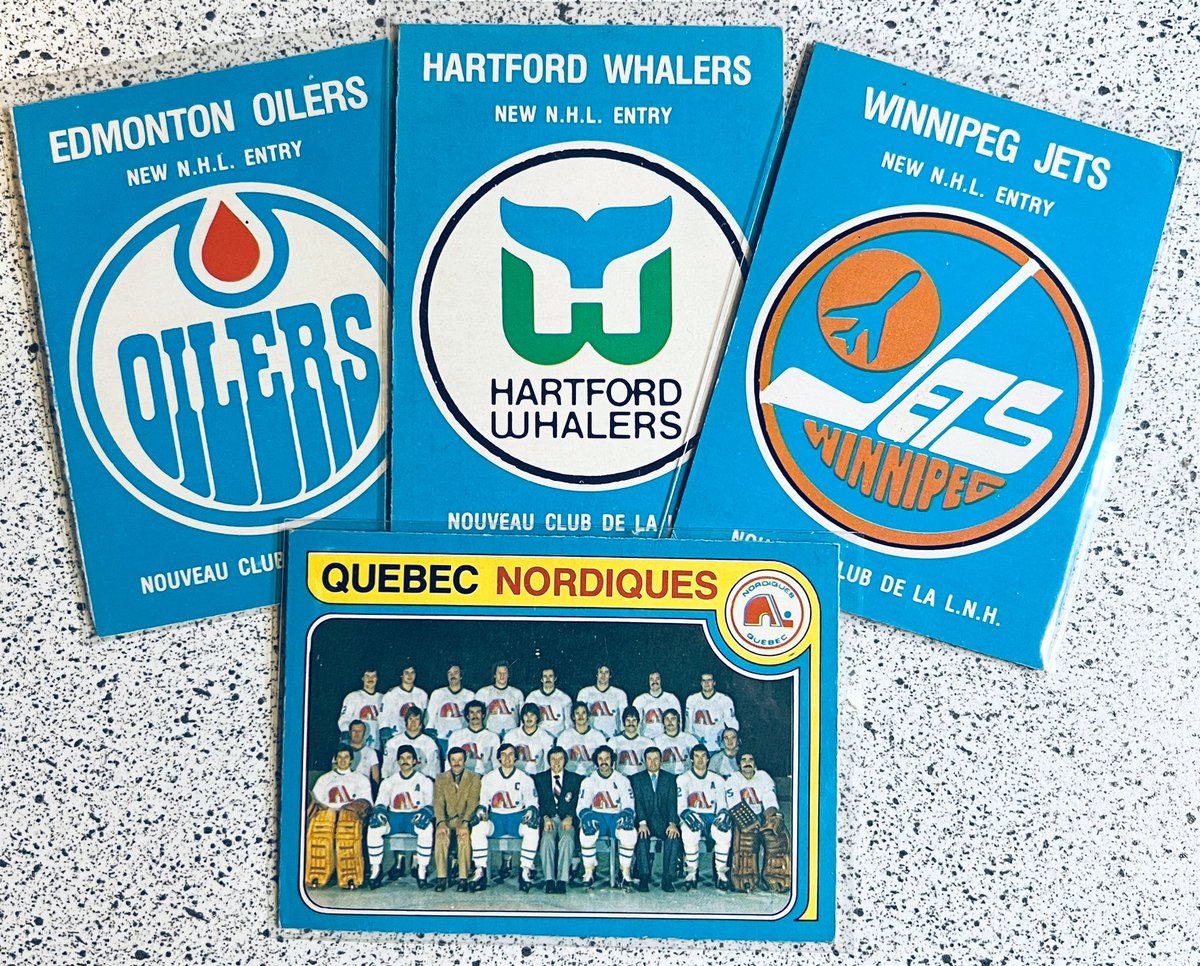 EDMONTON OILERS
NEW N.H.L. ENTRY
OILERS
NOUVEAU CLUB
HARTFORD WHALERS
NEW N.H.L. ENTRY
HARTFORD
WHALERS
NOUVEAU CLUB DE LA
WINNIPEG JETS
NEW N.H.L. ENTRY
JETS
WINNIPEG
CLUB DE LA L.N.H.
QUEBEC NORDIQUES
NORDIQUES
QUEBEC